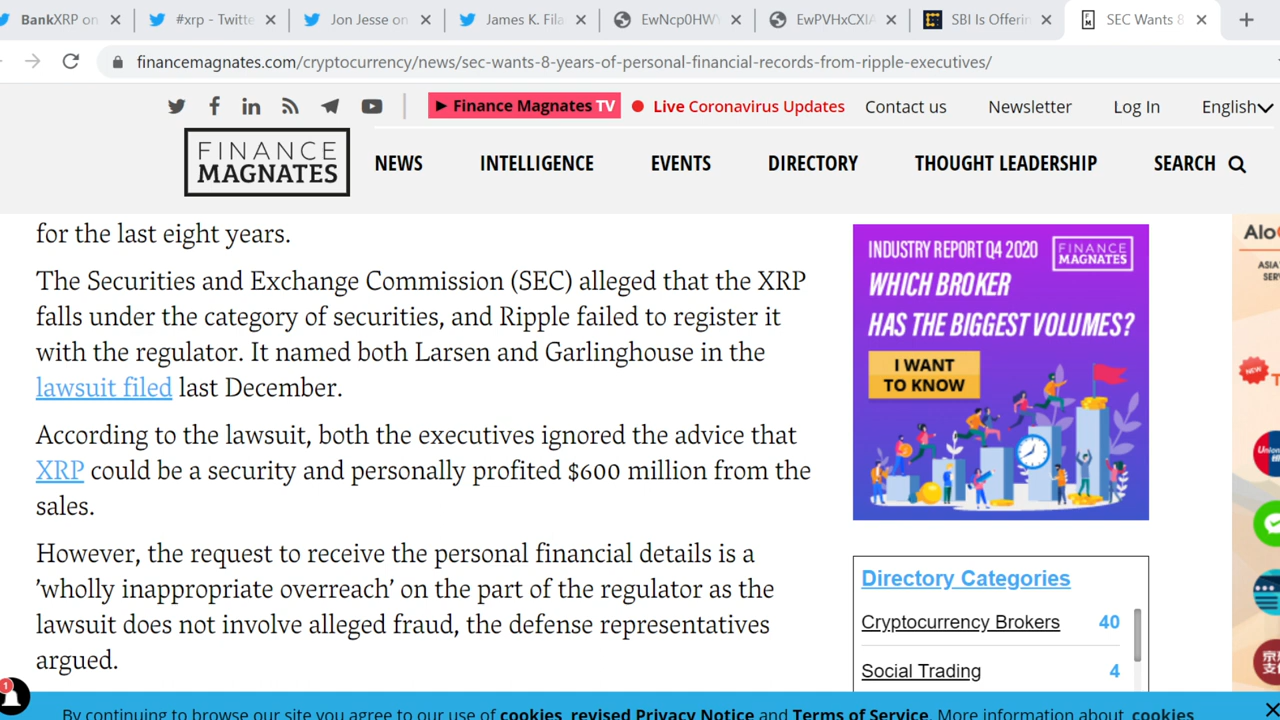 BankXRP on
#xrp - Twitte
Jon Jesse on
James K. Fila
EwNcp0HW
EwPVHxCXIA
SBI Is Offerin
SEC Wants 8
financemagnates.com/cryptocurrency/news/sec-wants-8-years-of-personal-financial-records-from-ripple-executives/
Finance Magnates TV
Live Coronavirus Updates
Contact us
Newsletter
Log In
English
FINANCE
MAGNATES
NEWS
INTELLIGENCE
EVENTS
DIRECTORY
THOUGHT LEADERSHIP
SEARCH
for the last eight years.
The Securities and Exchange Commission (SEC) alleged that the XRP
falls under the category of securities, and Ripple failed to register it
with the regulator. It named both Larsen and Garlinghouse in the
lawsuit filed last December.
According to the lawsuit, both the executives ignored the advice that
XRP could be a security and personally profited $600 million from the
sales.
However, the request to receive the personal financial details is a
'wholly inappropriate overreach' on the part of the regulator as the
lawsuit does not involve alleged fraud, the defense representatives
argued.
INDUSTRY REPORT Q4 2020
FINANCE
MAGNATES
WHICH BROKER
HAS THE BIGGEST VOLUMES?
I WANT
TO KNOW
Directory Categories
Cryptocurrency Brokers 40
Social Trading 4
Alo
ASIA
SER
NEW
T
Union
1
By continuing to browse our site you agree to our use of cookies, revised Privacy Notice and Terms of Service. More information about cookies